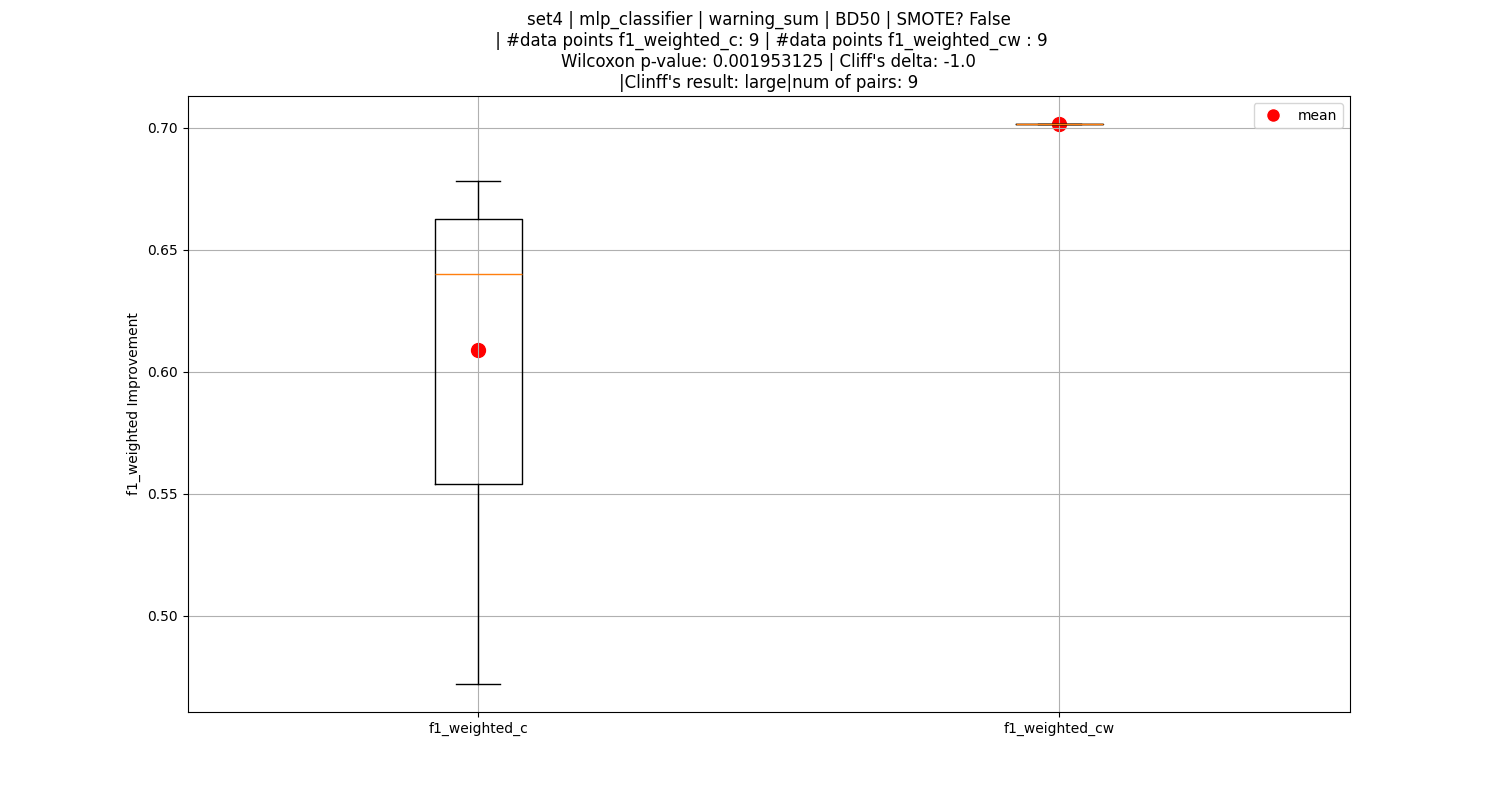 set4 | mlp_classifier | warning_sum | BD50 | SMOTE? False
| #data points f1_weighted_c: 9 | #data points f1_weighted_cw : 9
Wilcoxon p-value: 0.001953125 | Cliff's delta: -1.0
|Clinff's result: large|num of pairs: 9
mean
0.70
0.65
0.60
0.55
0.50
f1_weighted Improvement
f1_weighted_c
f1_weighted_cw